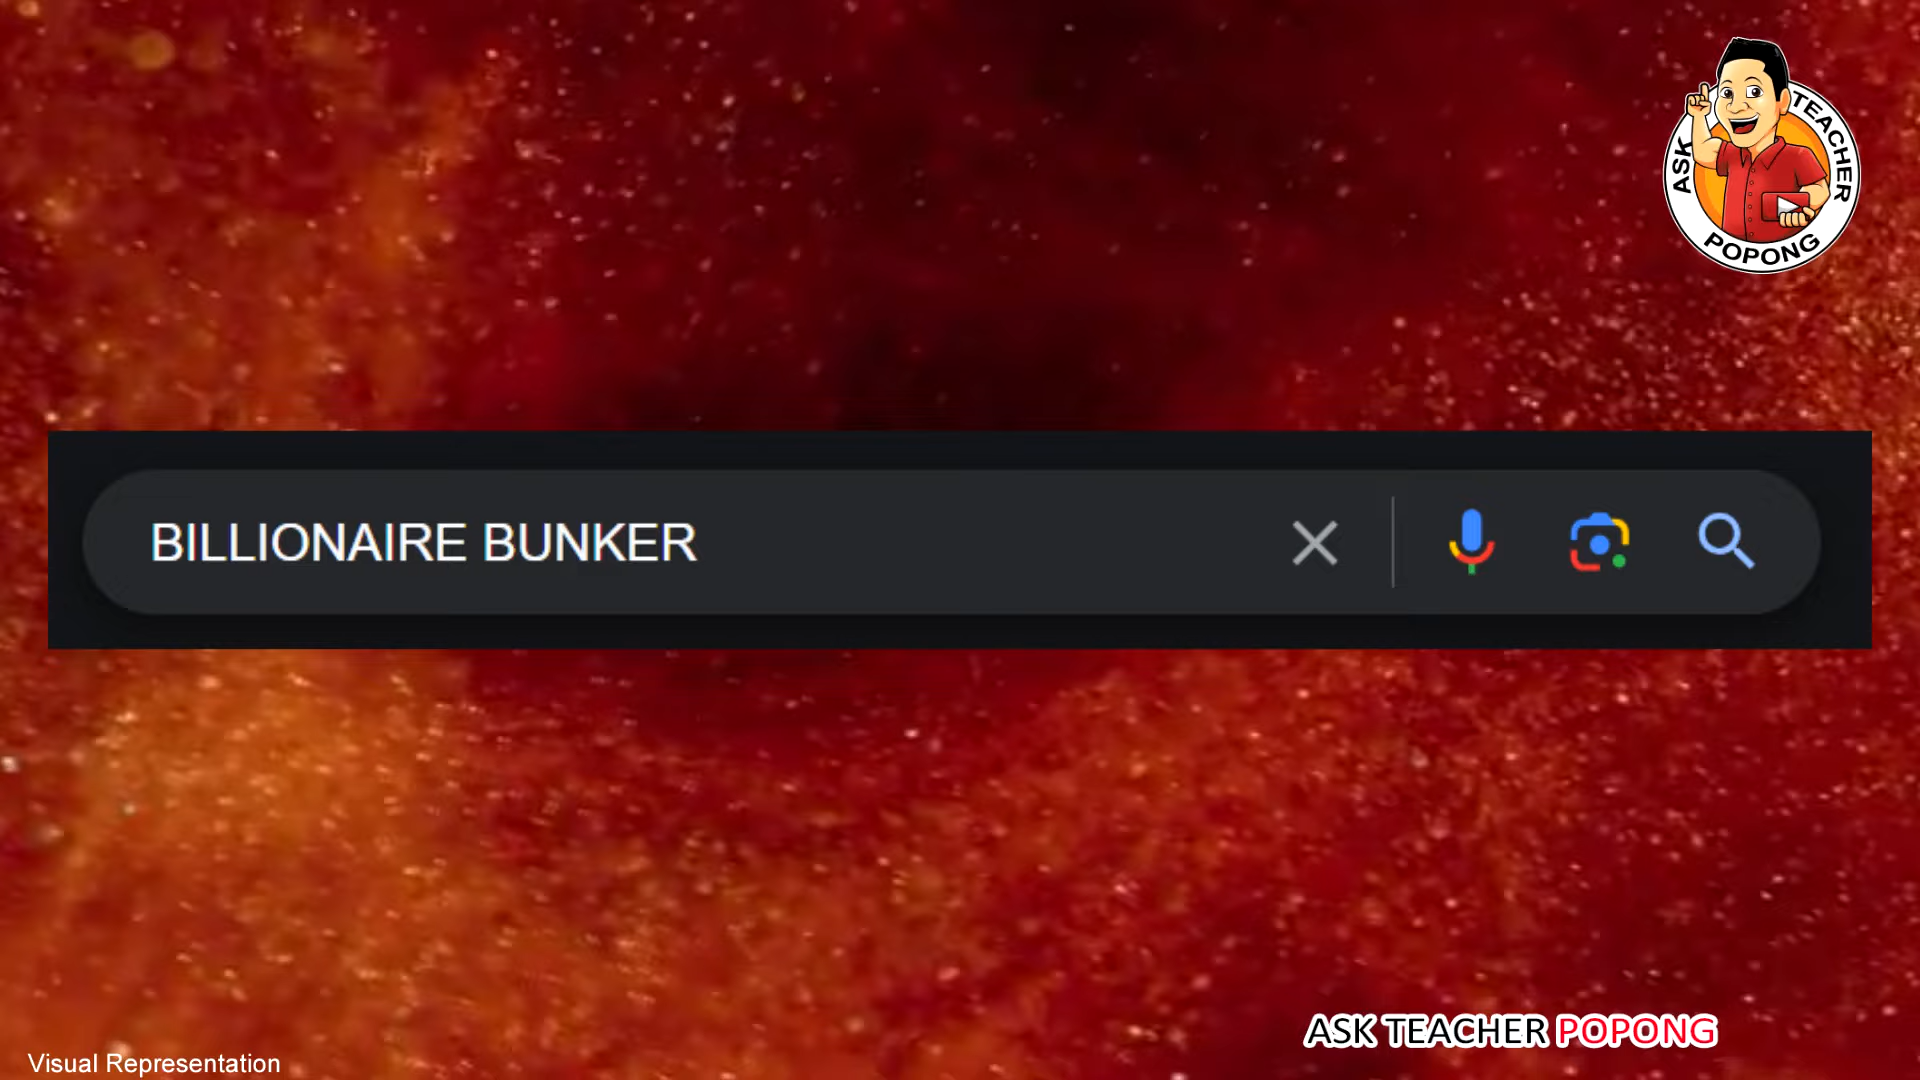 ASK TEACHER
POPONG
BILLIONAIRE BUNKER
ASK TEACHER POPONG
Visual Representation